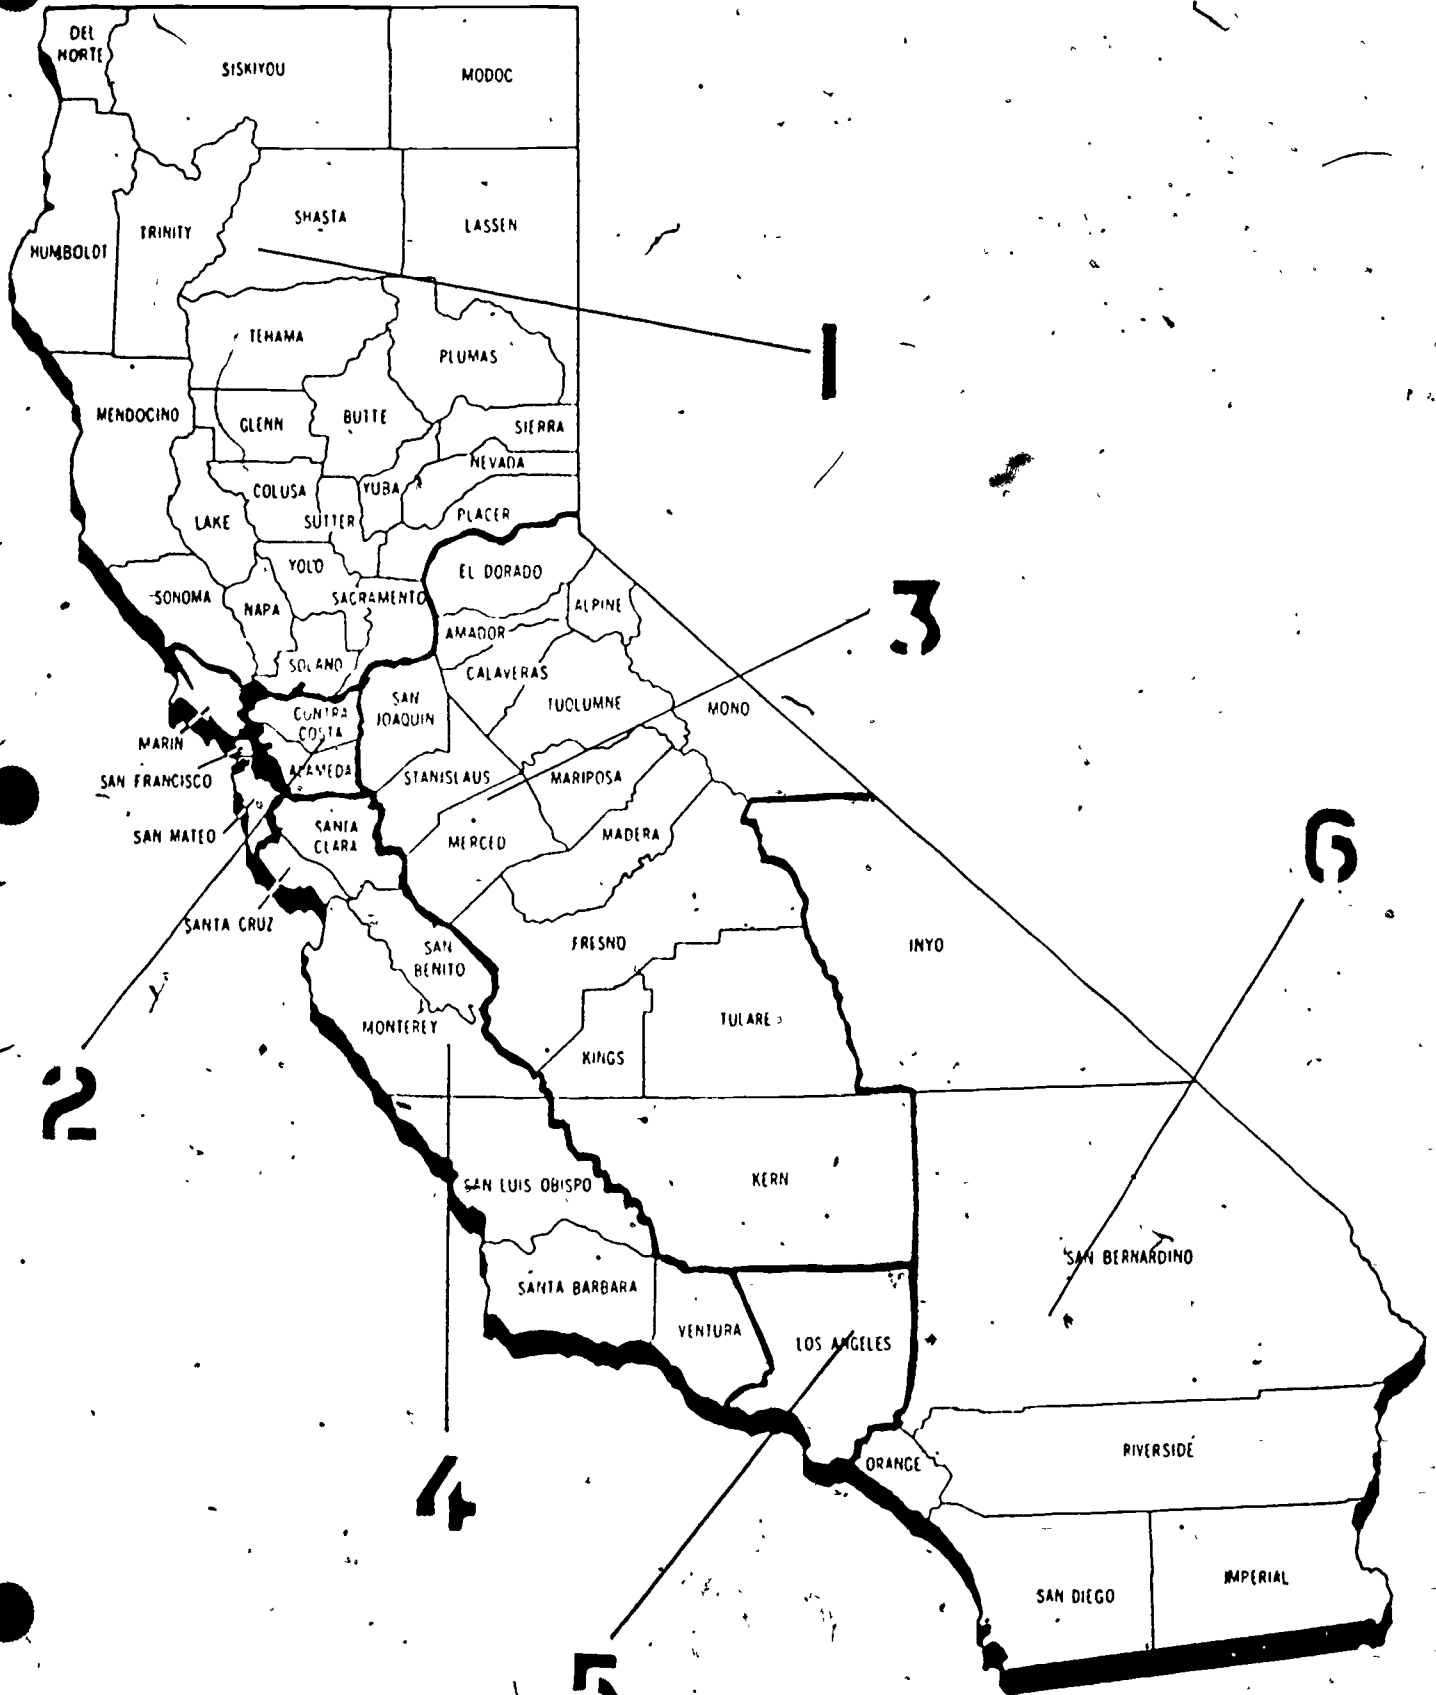 DEL
NORTE
SISKIYOU
MODOC
SHASTA
LASSEN
TRINITY
HUMBOLDT
TEHAMA
PLUMAS
1
MENDOCINO
GLENN
BUTTE
SIERRA
NEVADA
COLUSA
YUBA
SUTTER
PLACER
LAKE
YOLO
EL DORADO
SONOMA
NAPA
SACRAMENTO
ALPINE
3
AMADOR
SOLANO
CALAVERAS
SAN
JOAQUIN
TUOLUMNE
MONO
CONTRA
COSTA
MARIN
SAN FRANCISCO
ALAMEDA
STANISLAUS
MARIPOSA
SAN MATEO
SANTA
CLARA
MERCED
MADERA
6
SANTA CRUZ
SAN
BENITO
FRESNO
INYO
MONTEREY
TULARE
KINGS
2
SAN LUIS OBISPO
KERN
SAN BERNARDINO
SANTA BARBARA
VENTURA
LOS ANGELES
RIVERSIDE
ORANGE
4
SAN DIEGO
IMPERIAL
5